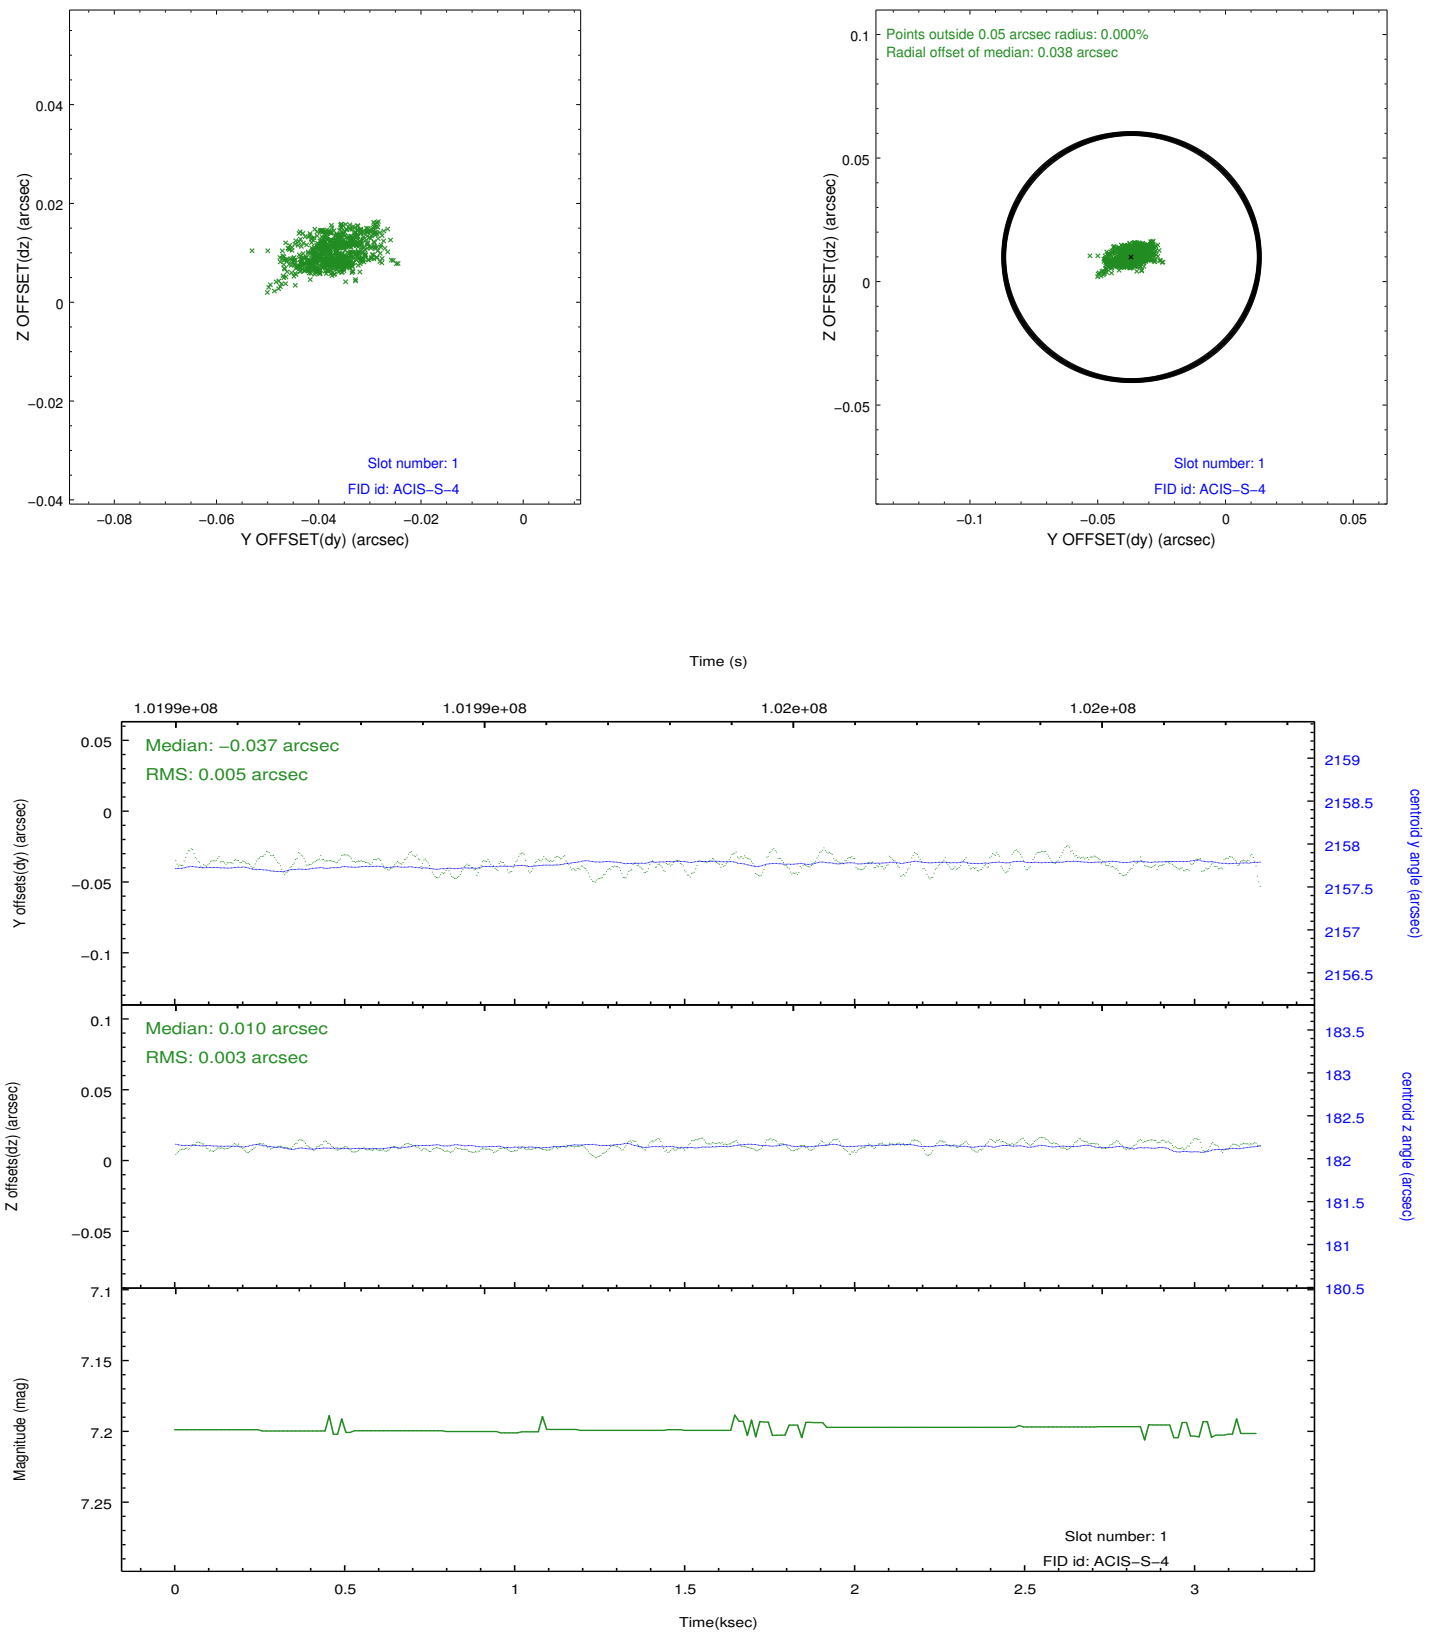 0.04
0.02
0
−0.02
−0.04
Z OFFSET(dz) (arcsec)
Slot number: 1
FID id: ACIS−S−4
−0.08
−0.06
−0.04
−0.02
0
Y OFFSET(dy) (arcsec)
Points outside 0.05 arcsec radius: 0.000%
Radial offset of median: 0.038 arcsec
0.1
0.05
0
−0.05
Z OFFSET(dz) (arcsec)
Slot number: 1
FID id: ACIS−S−4
−0.1
−0.05
0
0.05
Y OFFSET(dy) (arcsec)
Time (s)
1.0199e+08
1.0199e+08
1.02e+08
1.02e+08
Median: −0.037 arcsec
RMS: 0.005 arcsec
0.05
0
−0.05
−0.1
Y offsets(dy) (arcsec)
2159
2158.5
2158
2157.5
2157
2156.5
centroid y angle (arcsec)
Median: 0.010 arcsec
RMS: 0.003 arcsec
0.1
0.05
0
−0.05
Z offsets(dz) (arcsec)
183.5
183
182.5
182
181.5
181
180.5
centroid z angle (arcsec)
7.1
7.15
7.2
7.25
Magnitude (mag)
Slot number: 1
FID id: ACIS−S−4
0
0.5
1
1.5
2
2.5
3
Time(ksec)